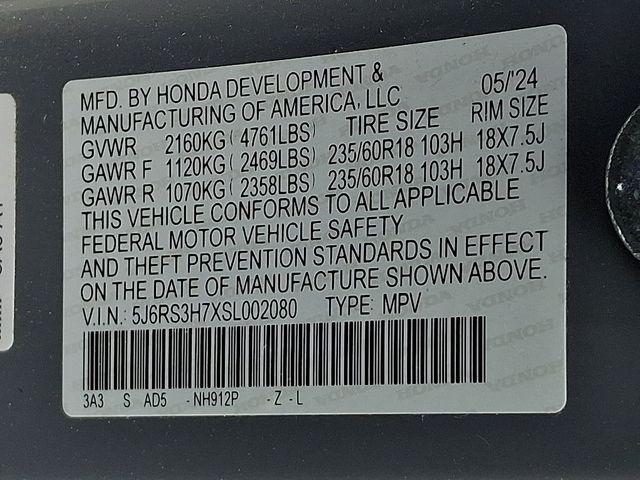 MFD. BY HONDA DEVELOPMENT & 05/'24
MANUFACTURING OF AMERICA, LLC
GVWR 2160KG( 4761LBS) TIRE SIZE RIM SIZE
GAWR F 1120KG( 2469LBS) 235/60R18 103H 18X7.5J
GAWR R 1070KG( 2358LBS) 235/60R18 103H 18X7.5J
THIS VEHICLE CONFORMS TO ALL APPLICABLE
FEDERAL MOTOR VEHICLE SAFETY
AND THEFT PREVENTION STANDARDS IN EFFECT
ON THE DATE OF MANUFACTURE SHOWN ABOVE.
V.I.N.: 5J6RS3H7XSL002080 TYPE: MPV
3A3 S AD5 -NH912P -Z -L